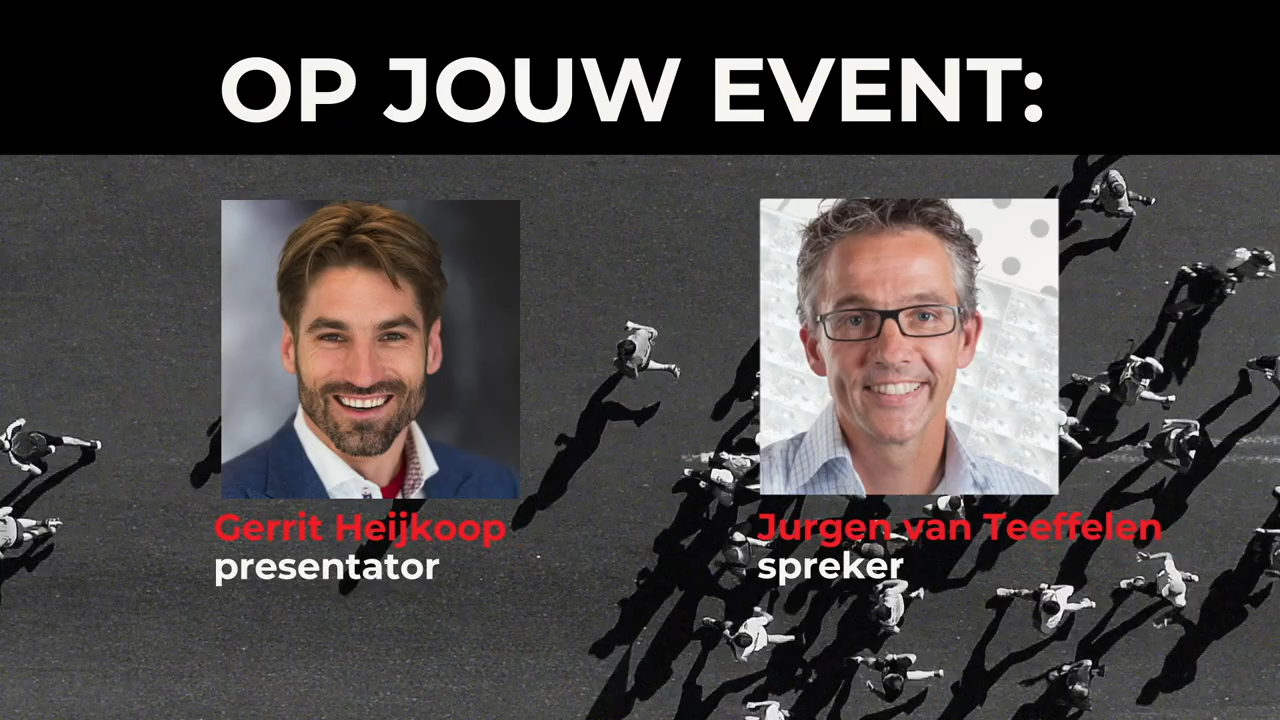 OP JOUW EVENT:
Gerrit Heijkoop
presentator
Jurgen van Teeffelen
spreker